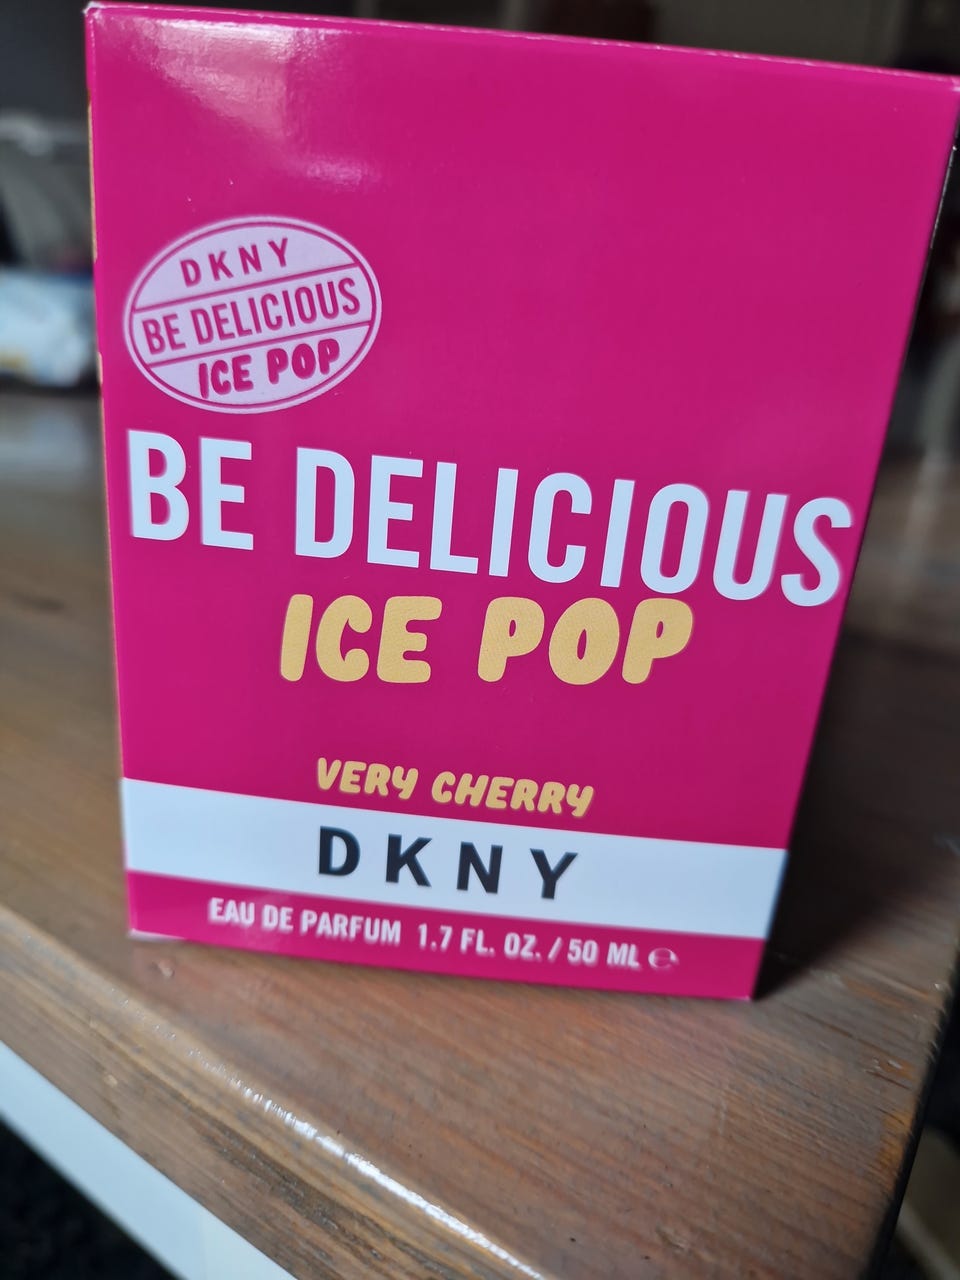 DKNY
BE DELICIOUS
ICE POP
BE DELICIOUS
ICE POP
VERY CHERRY
DKNY
EAU DE PARFUM 1.7 FL. OZ. / 50 ML ℮